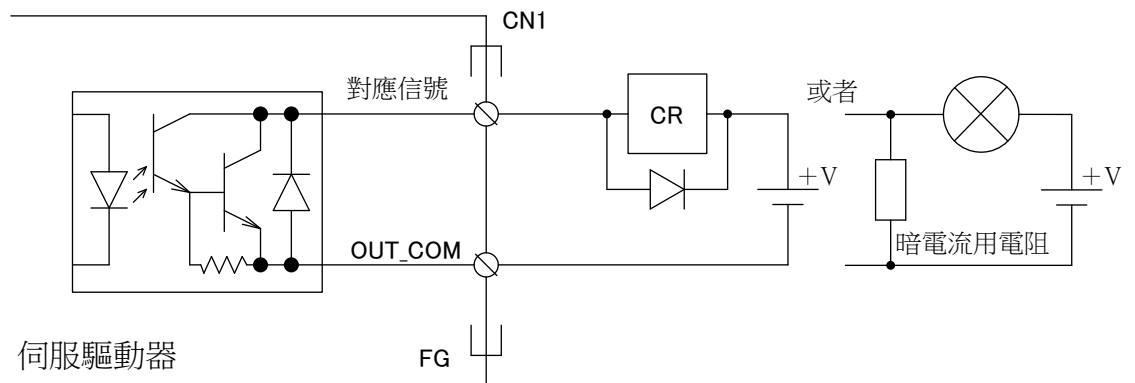 CN1
對應信號
CR
或者
+V
+V
暗電流用電阻
OUT_COM
伺服驅動器
FG